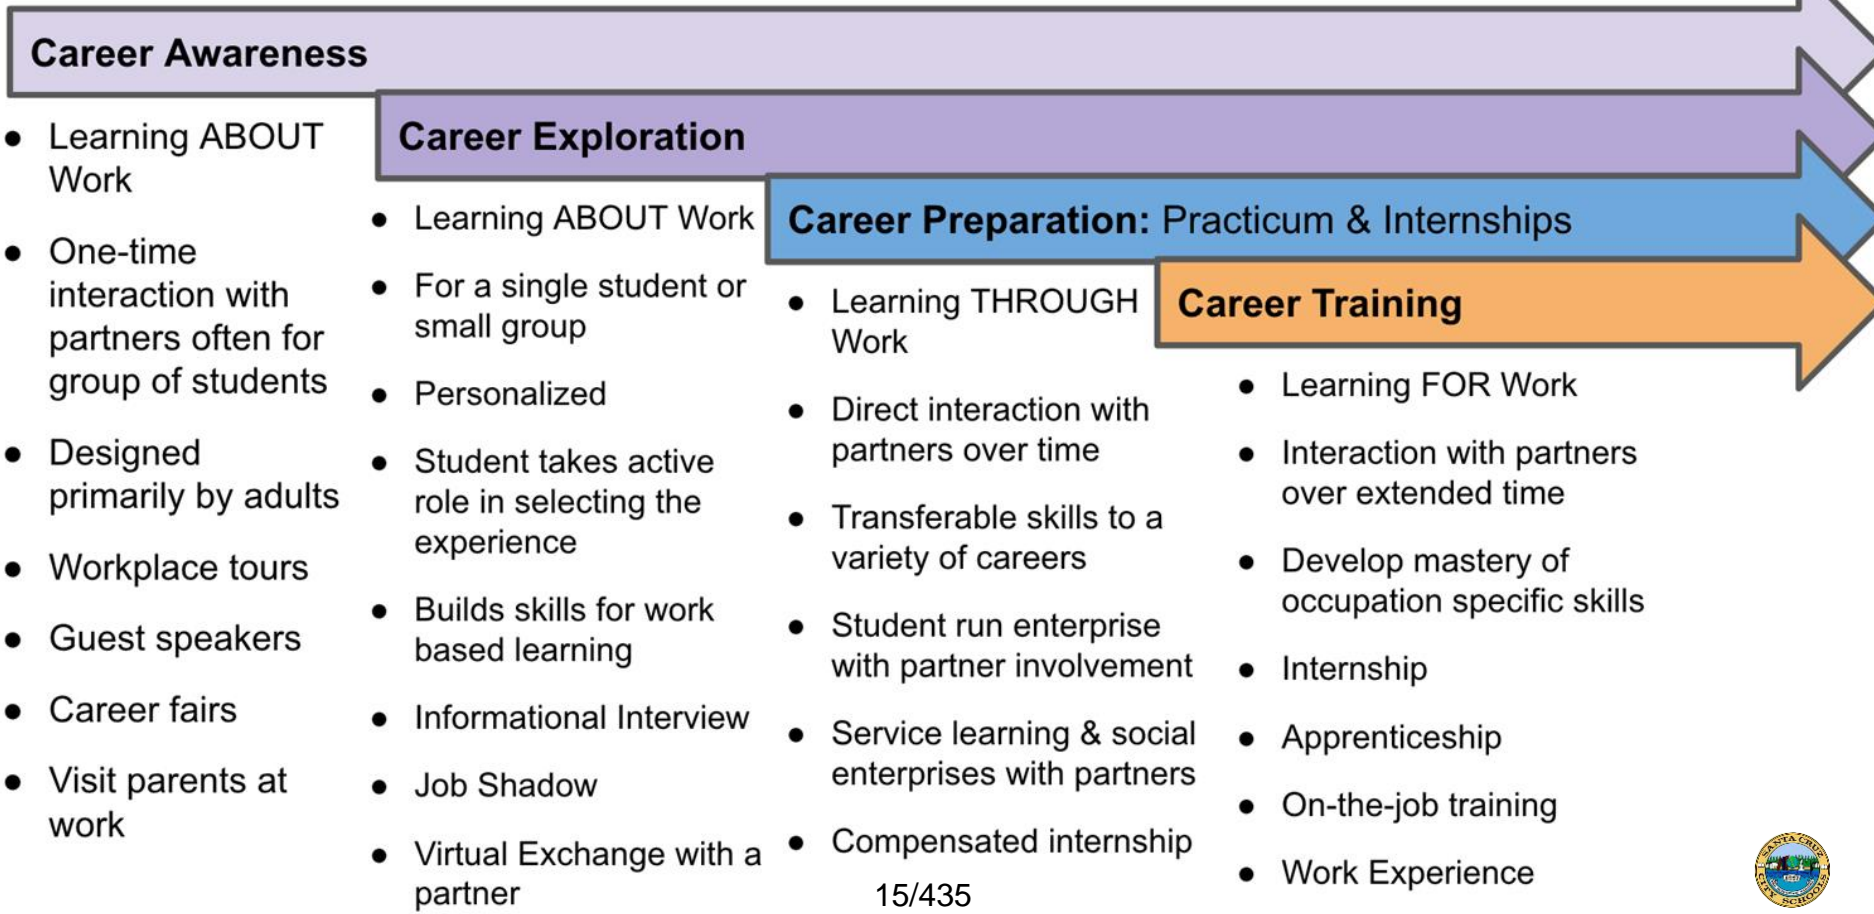 Career Awareness
● Learning ABOUT
Work
● One-time
interaction with
partners often for
group of students
● Designed
primarily by adults
● Workplace tours
● Guest speakers
● Career fairs
● Visit parents at
work
Career Exploration
● Learning ABOUT Work
● For a single student or
small group
● Personalized
● Student takes active
role in selecting the
experience
● Builds skills for work
based learning
● Informational Interview
● Job Shadow
● Virtual Exchange with a
partner
Career Preparation: Practicum & Internships
● Learning THROUGH
Work
● Direct interaction with
partners over time
● Transferable skills to a
variety of careers
● Student run enterprise
with partner involvement
● Service learning & social
enterprises with partners
● Compensated internship
Career Training
● Learning FOR Work
● Interaction with partners
over extended time
● Develop mastery of
occupation specific skills
● Internship
● Apprenticeship
● On-the-job training
● Work Experience
15/435
SANTA CRUZ
CITY SCHOOLS